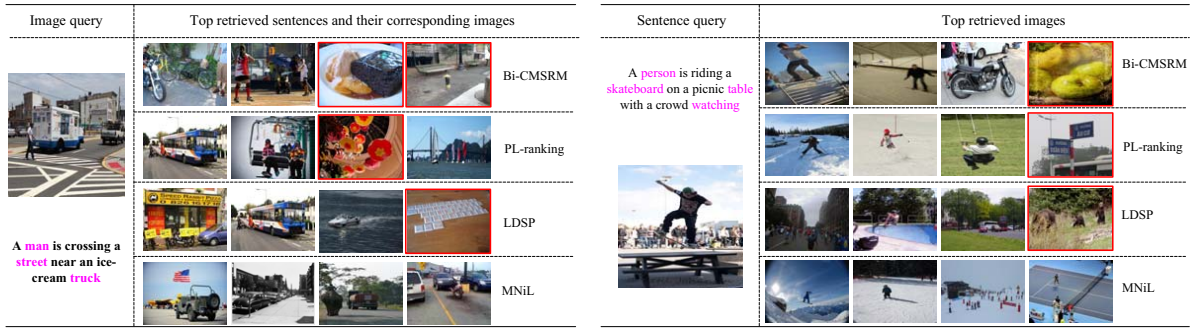 Image query
Top retrieved sentences and their corresponding images
Bi-CMSRM
PL-ranking
LDSP
MNiL
A man is crossing a
street near an ice-
cream truck
Sentence query
Top retrieved images
A person is riding a
skateboard on a picnic table
with a crowd watching
Bi-CMSRM
PL-ranking
LDSP
MNiL